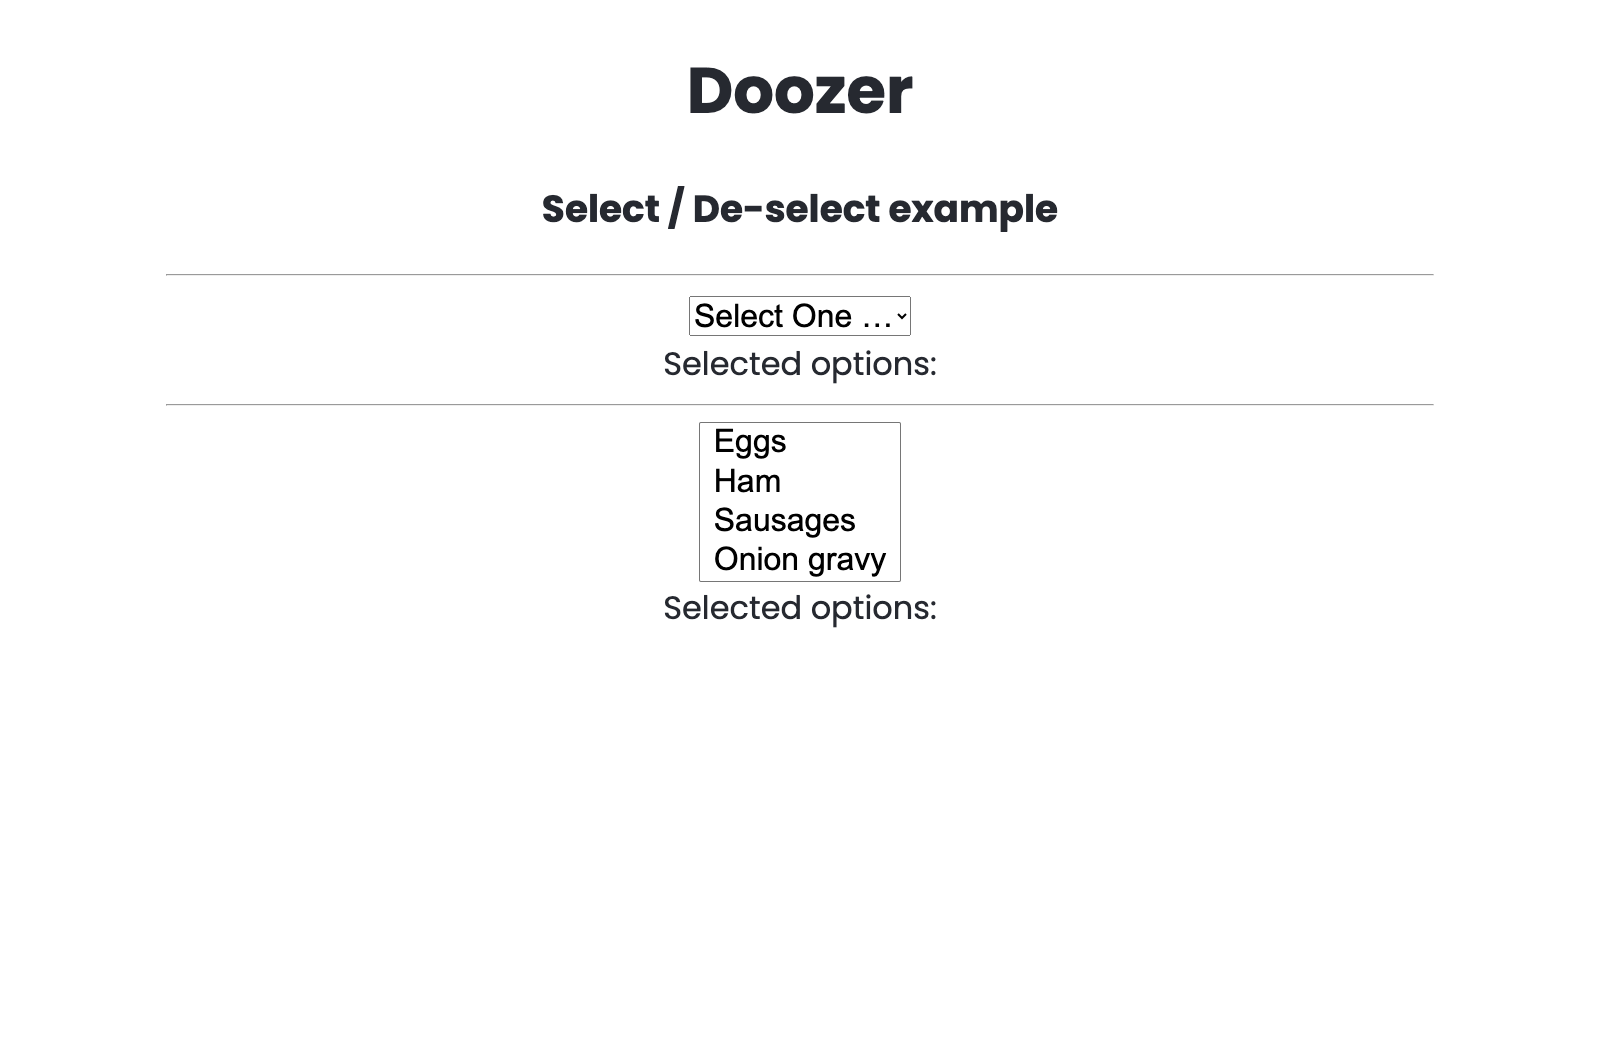 Doozer
Select / De-select example
Select One …
Selected options:
Eggs
Ham
Sausages
Onion gravy
Selected options: